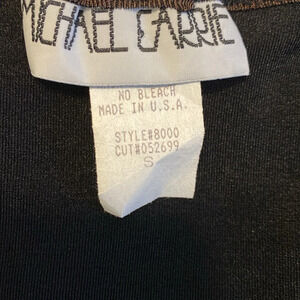 MICHAEL CARRIE
NO BLEACH
MADE IN U.S.A.
STYLE#8000
CUT#052699
S